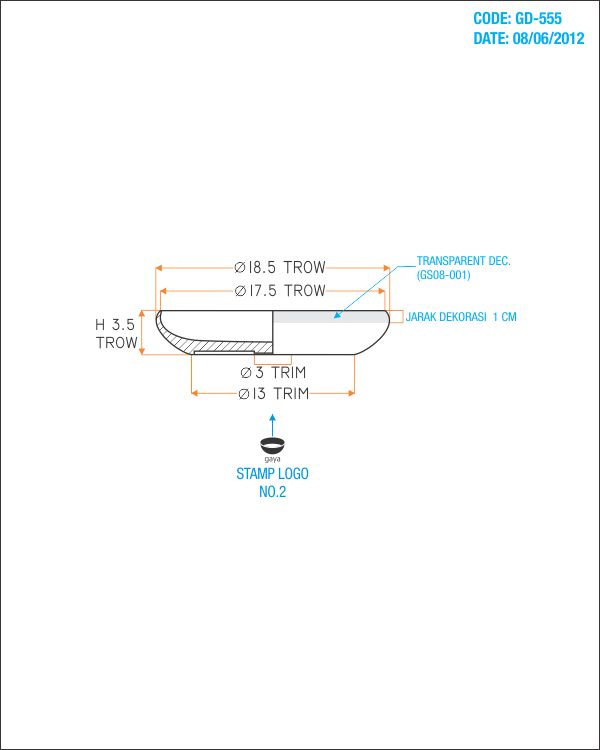 CODE: GD-555
DATE: 08/06/2012
TRANSPARENT DEC.
(GS08-001)
Ø18.5 TROW
Ø17.5 TROW
JARAK DEKORASI 1 CM
H 3.5
TROW
Ø3 TRIM
Ø13 TRIM
gaya
STAMP LOGO
NO.2